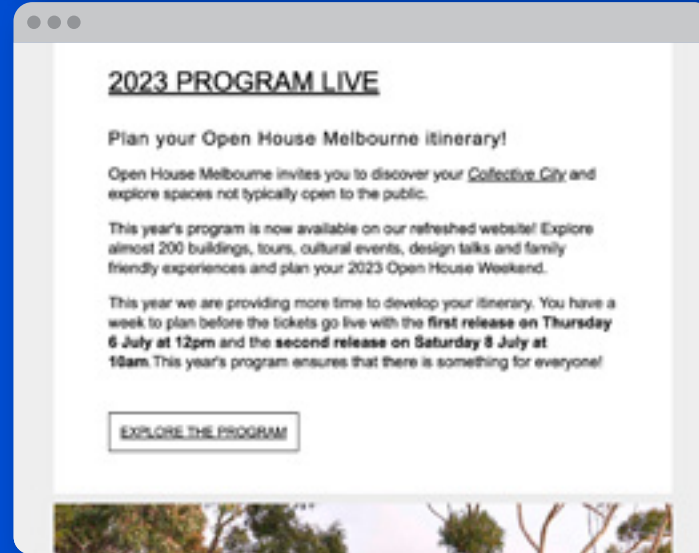 2023 PROGRAM LIVE
Plan your Open House Melbourne itinerary!
Open House Melbourne invites you to discover your Collective City and
explore spaces not typically open to the public.
This year's program is now available on our refreshed website! Explore
almost 200 buildings, tours, cultural events, design talks and family
friendly experiences and plan your 2023 Open House Weekend.
This year we are providing more time to develop your itinerary. You have a
week to plan before the tickets go live with the first release on Thursday
6 July at 12pm and the second release on Saturday 8 July at
10am.This year's program ensures that there is something for everyone!
EXPLORE THE PROGRAM